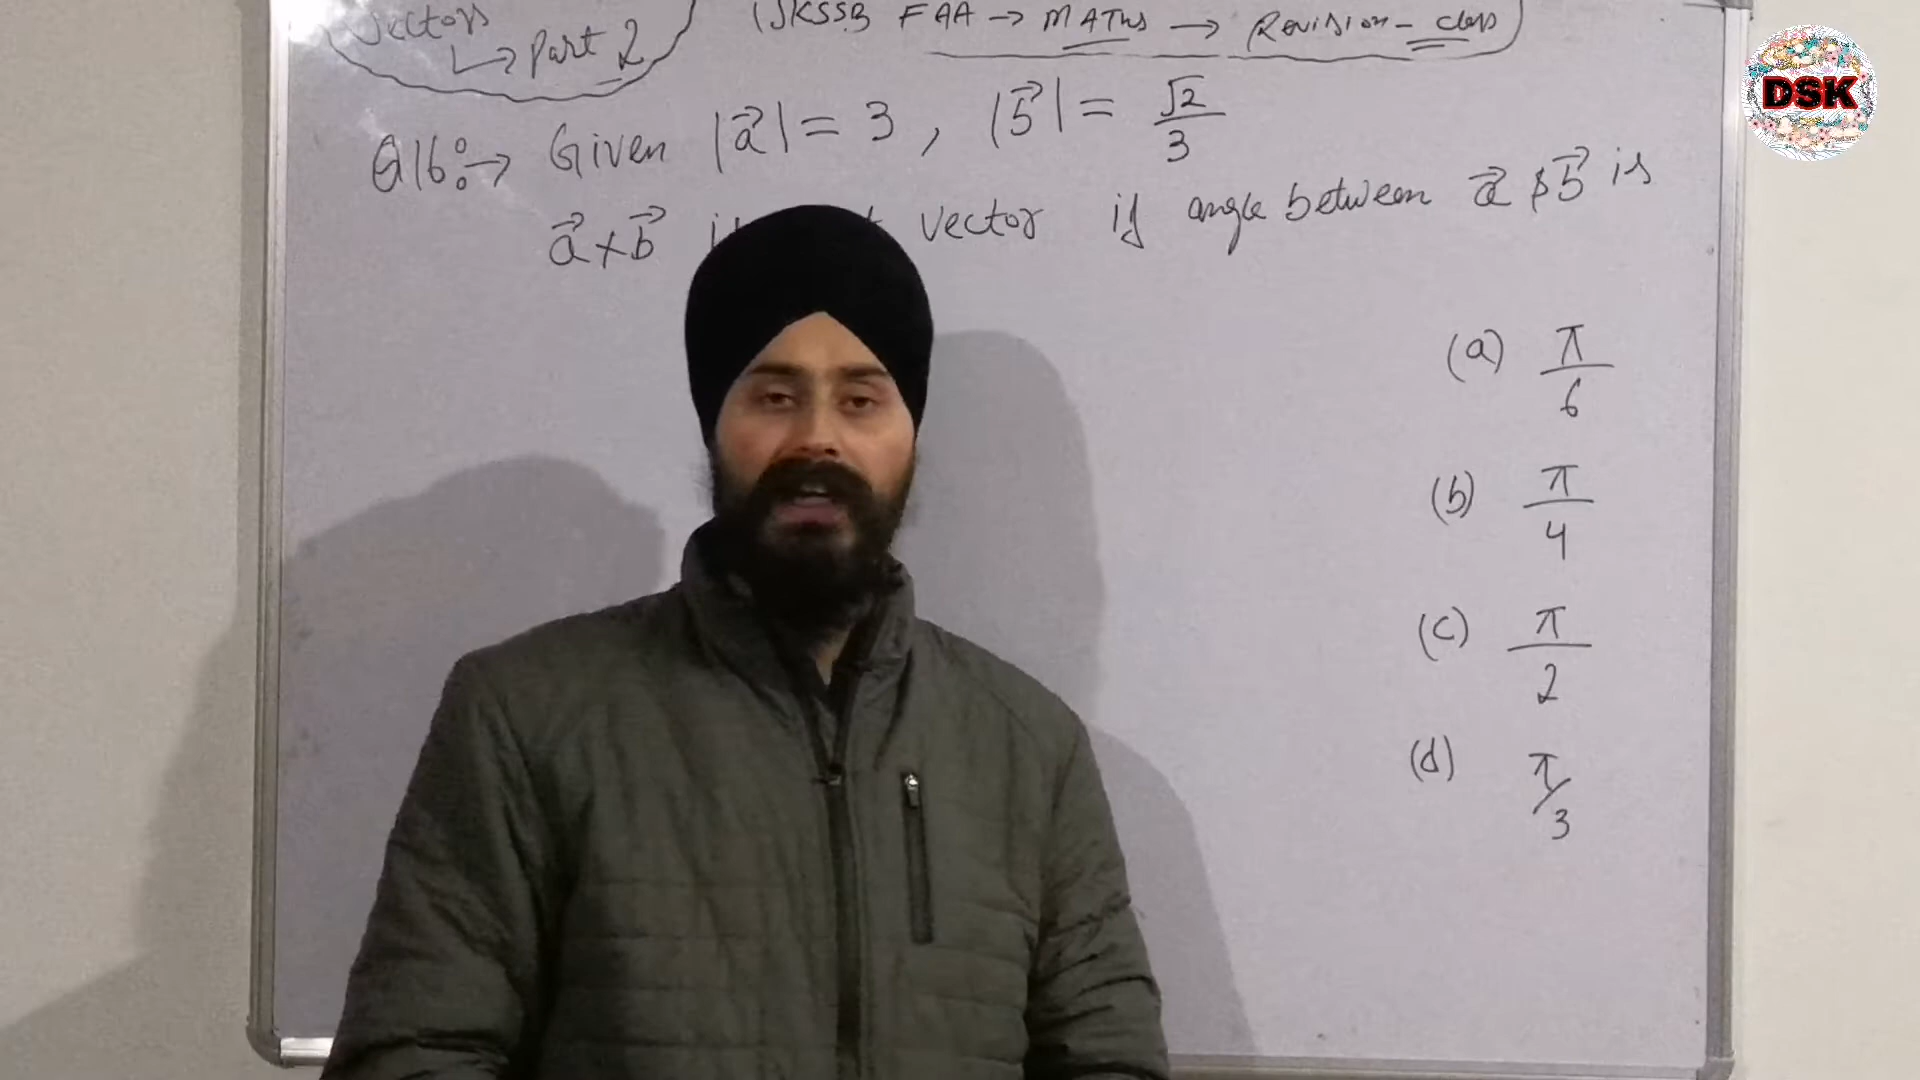 Vectors
↳ Part 2
(JKSSB FAA → MATHS → Revision - class)
Q16:→ Given |a⃗| = 3, |b⃗| = √2/3
a⃗ × b⃗ vector if angle between a⃗ & b⃗ is
(a) π/6
(b) π/4
(c) π/2
(d) π/3
DSK